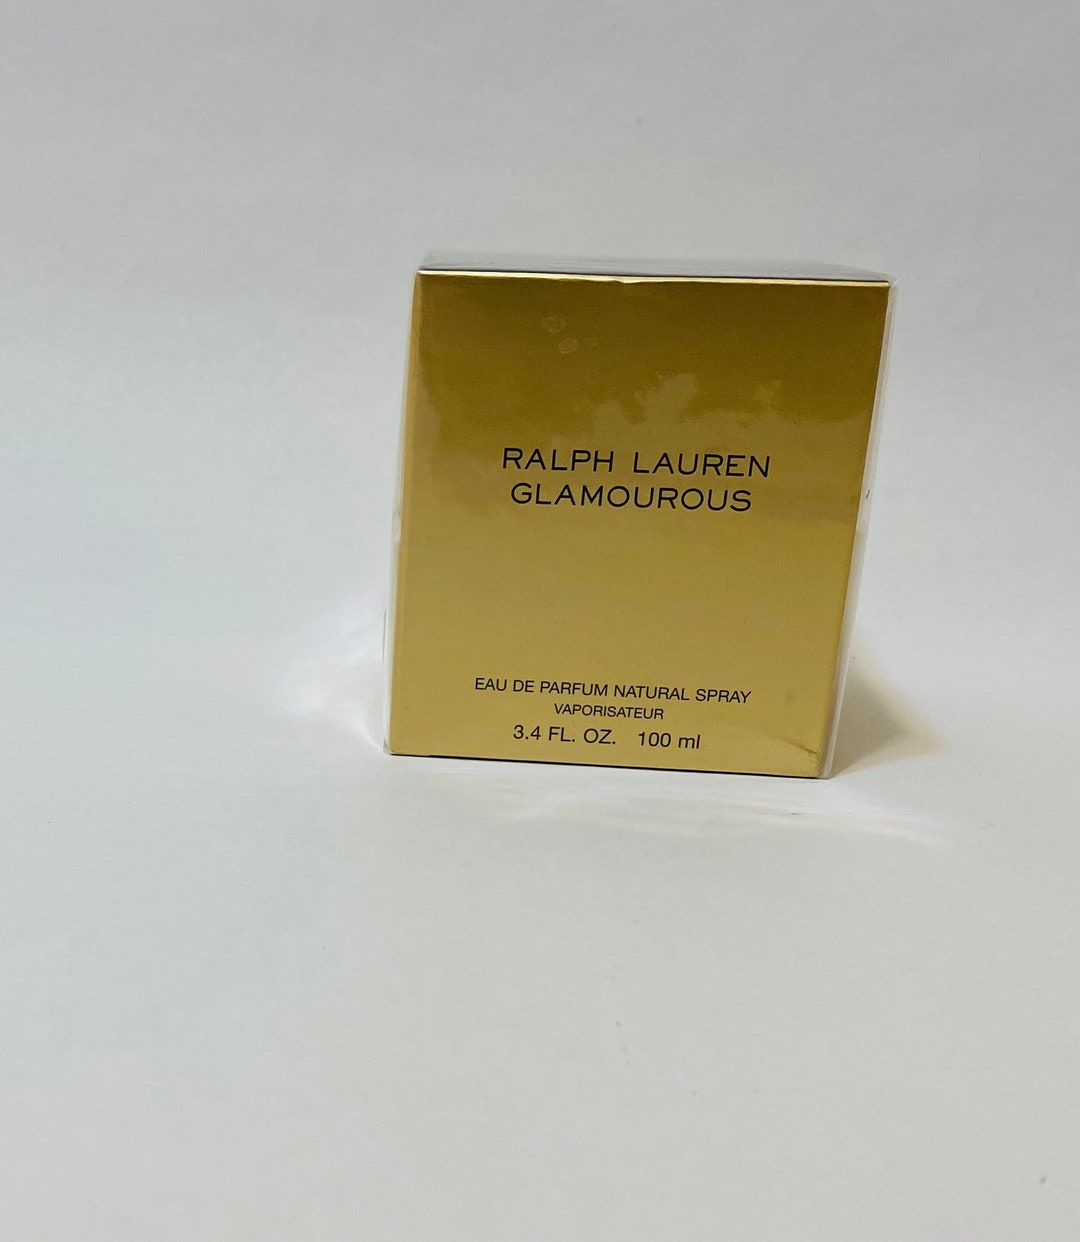 RALPH LAUREN
GLAMOUROUS
EAU DE PARFUM NATURAL SPRAY
VAPORISATEUR
3.4 FL. OZ. 100 ml